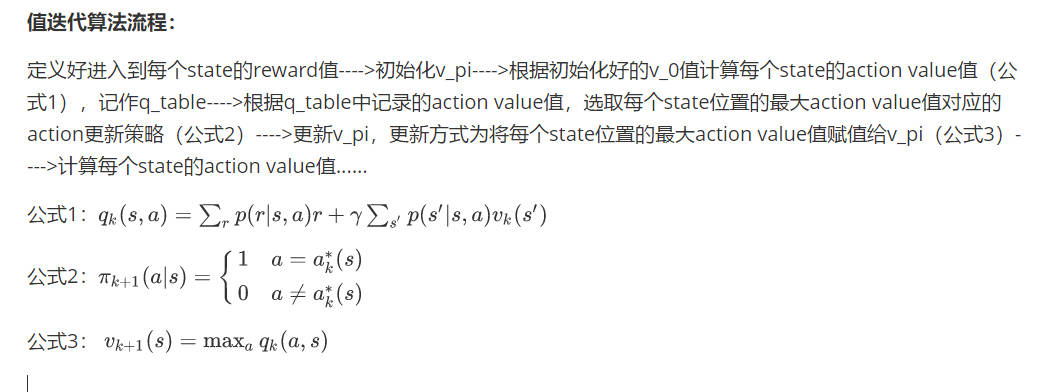 值迭代算法流程：
定义好进入到每个state的reward值---->初始化v_pi---->根据初始化好的v_0值计算每个state的action value值（公
式1），记作q_table---->根据q_table中记录的action value值，选取每个state位置的最大action value值对应的
action更新策略（公式2）---->更新v_pi，更新方式为将每个state位置的最大action value值赋值给v_pi（公式3）-
--->计算每个state的action value值......
公式1：q_k(s, a) = ∑_r p(r|s, a)r + γ ∑_{s′} p(s′|s, a)v_k(s′)
公式2：π_{k+1}(a|s) = { 1 a = a_k^*(s)
0 a ≠ a_k^*(s)
公式3： v_{k+1}(s) = max_a q_k(a, s)